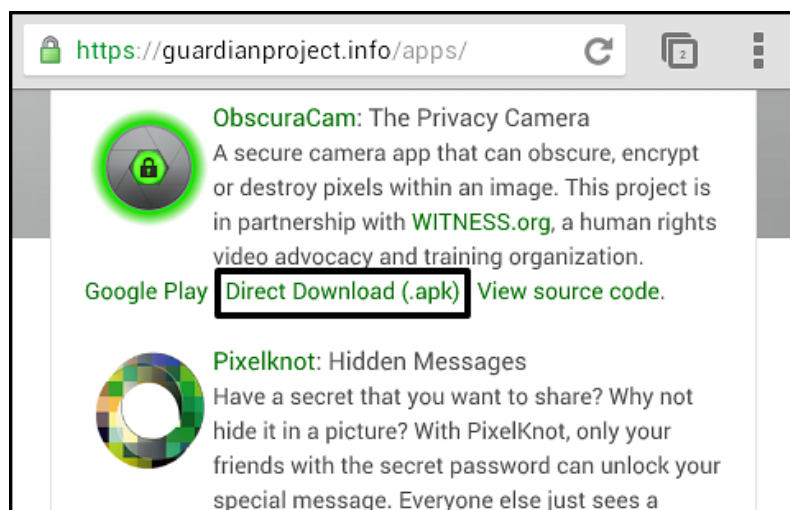 https://guardianproject.info/apps/
2
ObscuraCam: The Privacy Camera
A secure camera app that can obscure, encrypt
or destroy pixels within an image. This project is
in partnership with WITNESS.org, a human rights
video advocacy and training organization.
Google Play Direct Download (.apk) View source code.
Pixelknot: Hidden Messages
Have a secret that you want to share? Why not
hide it in a picture? With PixelKnot, only your
friends with the secret password can unlock your
special message. Everyone else just sees a